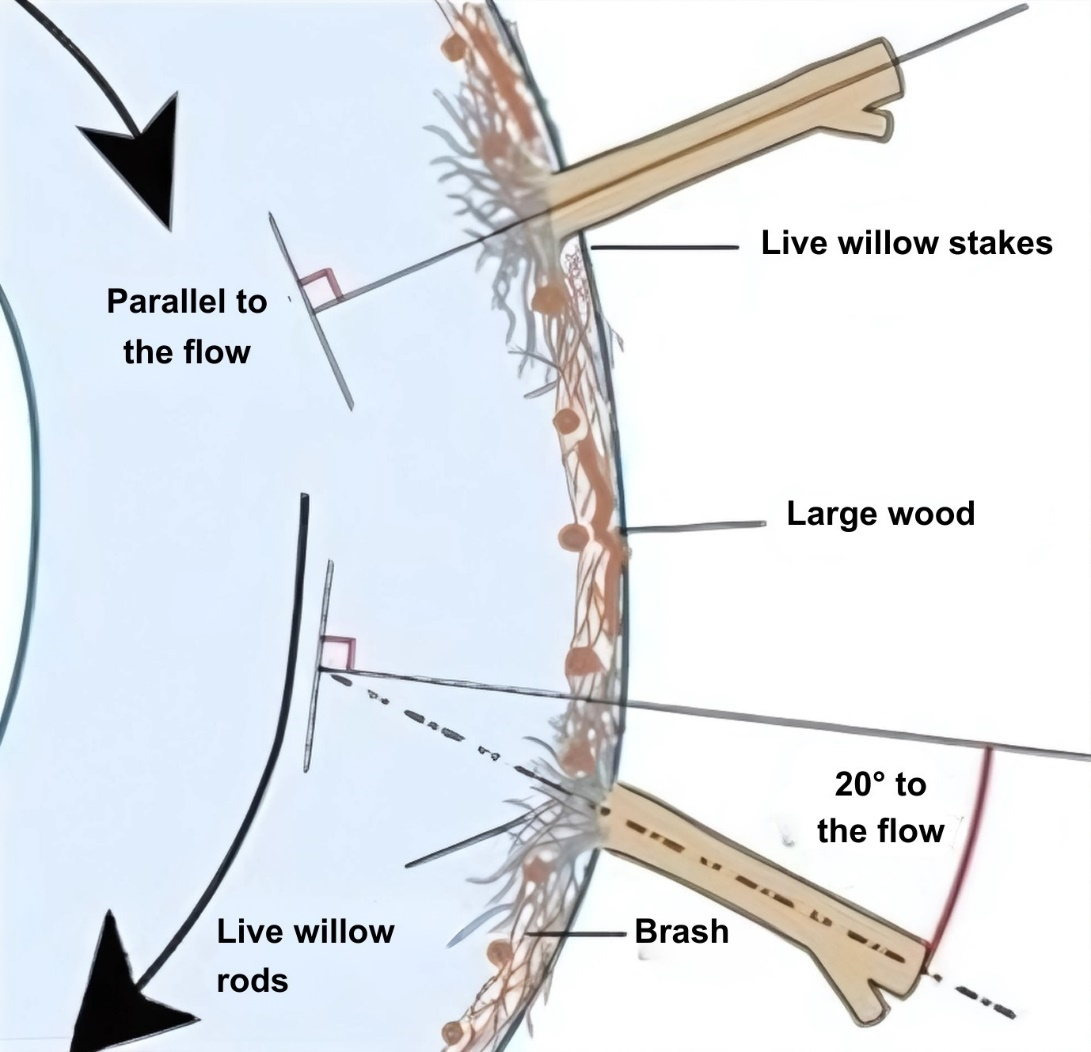 Live willow stakes
Parallel to
the flow
Large wood
20° to
the flow
Live willow
rods
Brash